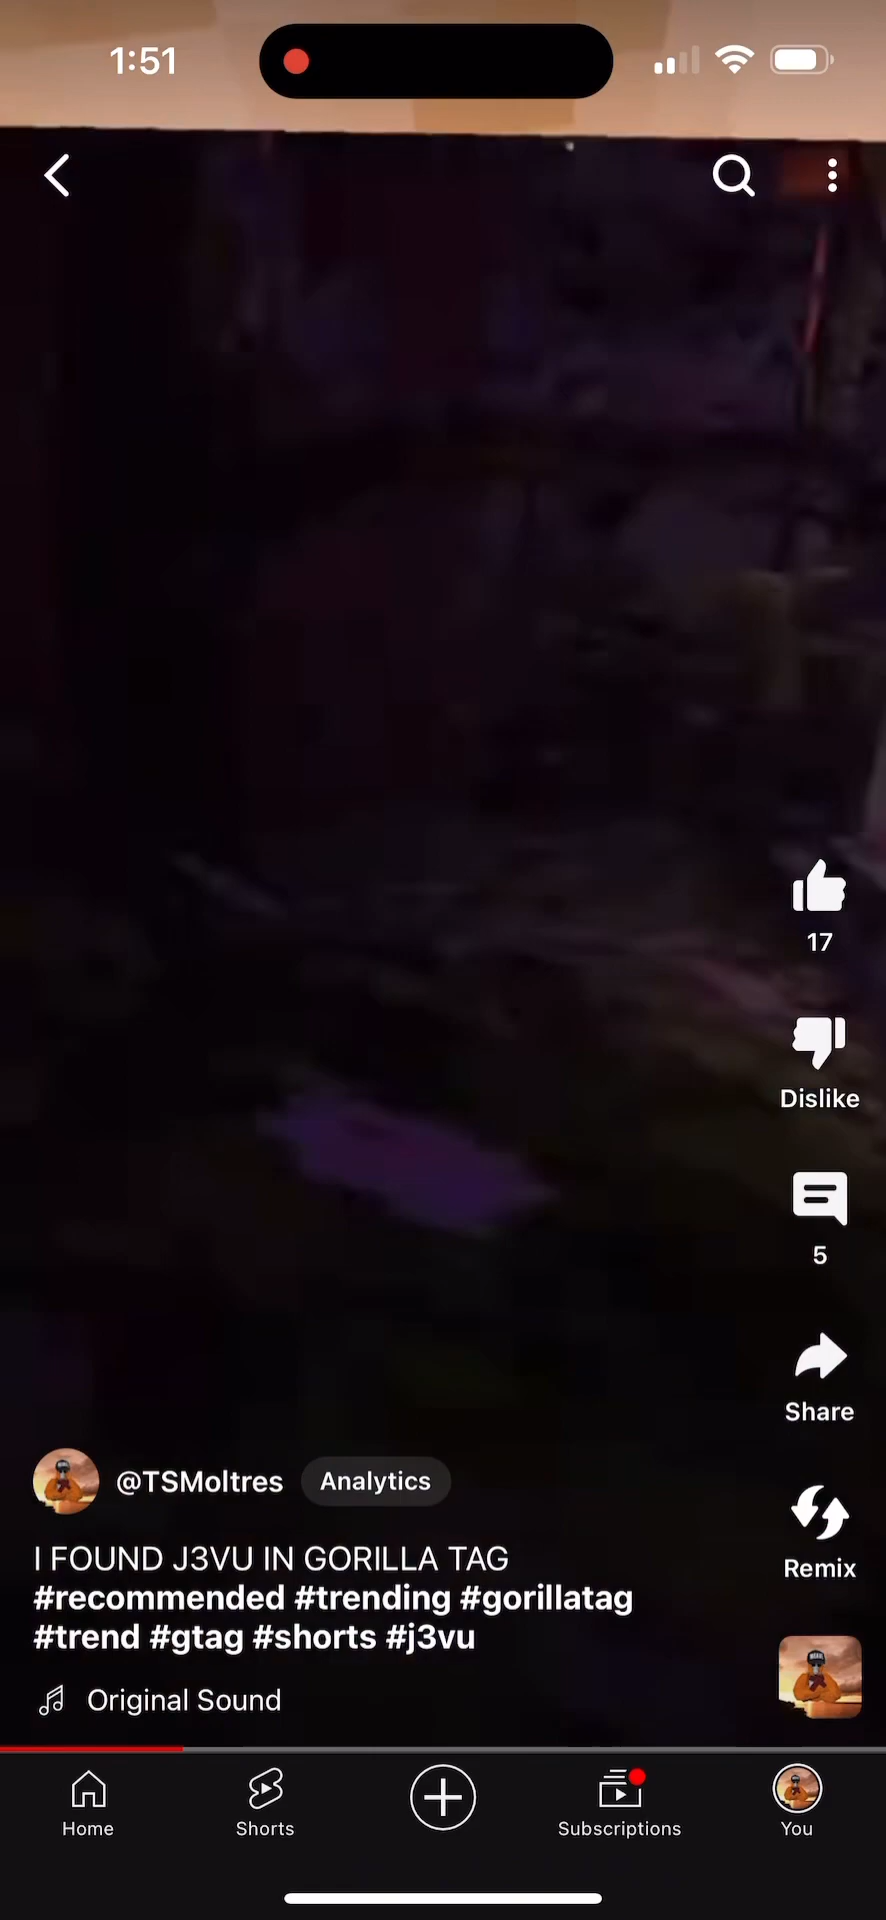 1:51
17
Dislike
5
Share
@TSMoltres Analytics
I FOUND J3VU IN GORILLA TAG
#recommended #trending #gorillatag
#trend #gtag #shorts #j3vu
Remix
Original Sound
Home Shorts Subscriptions You